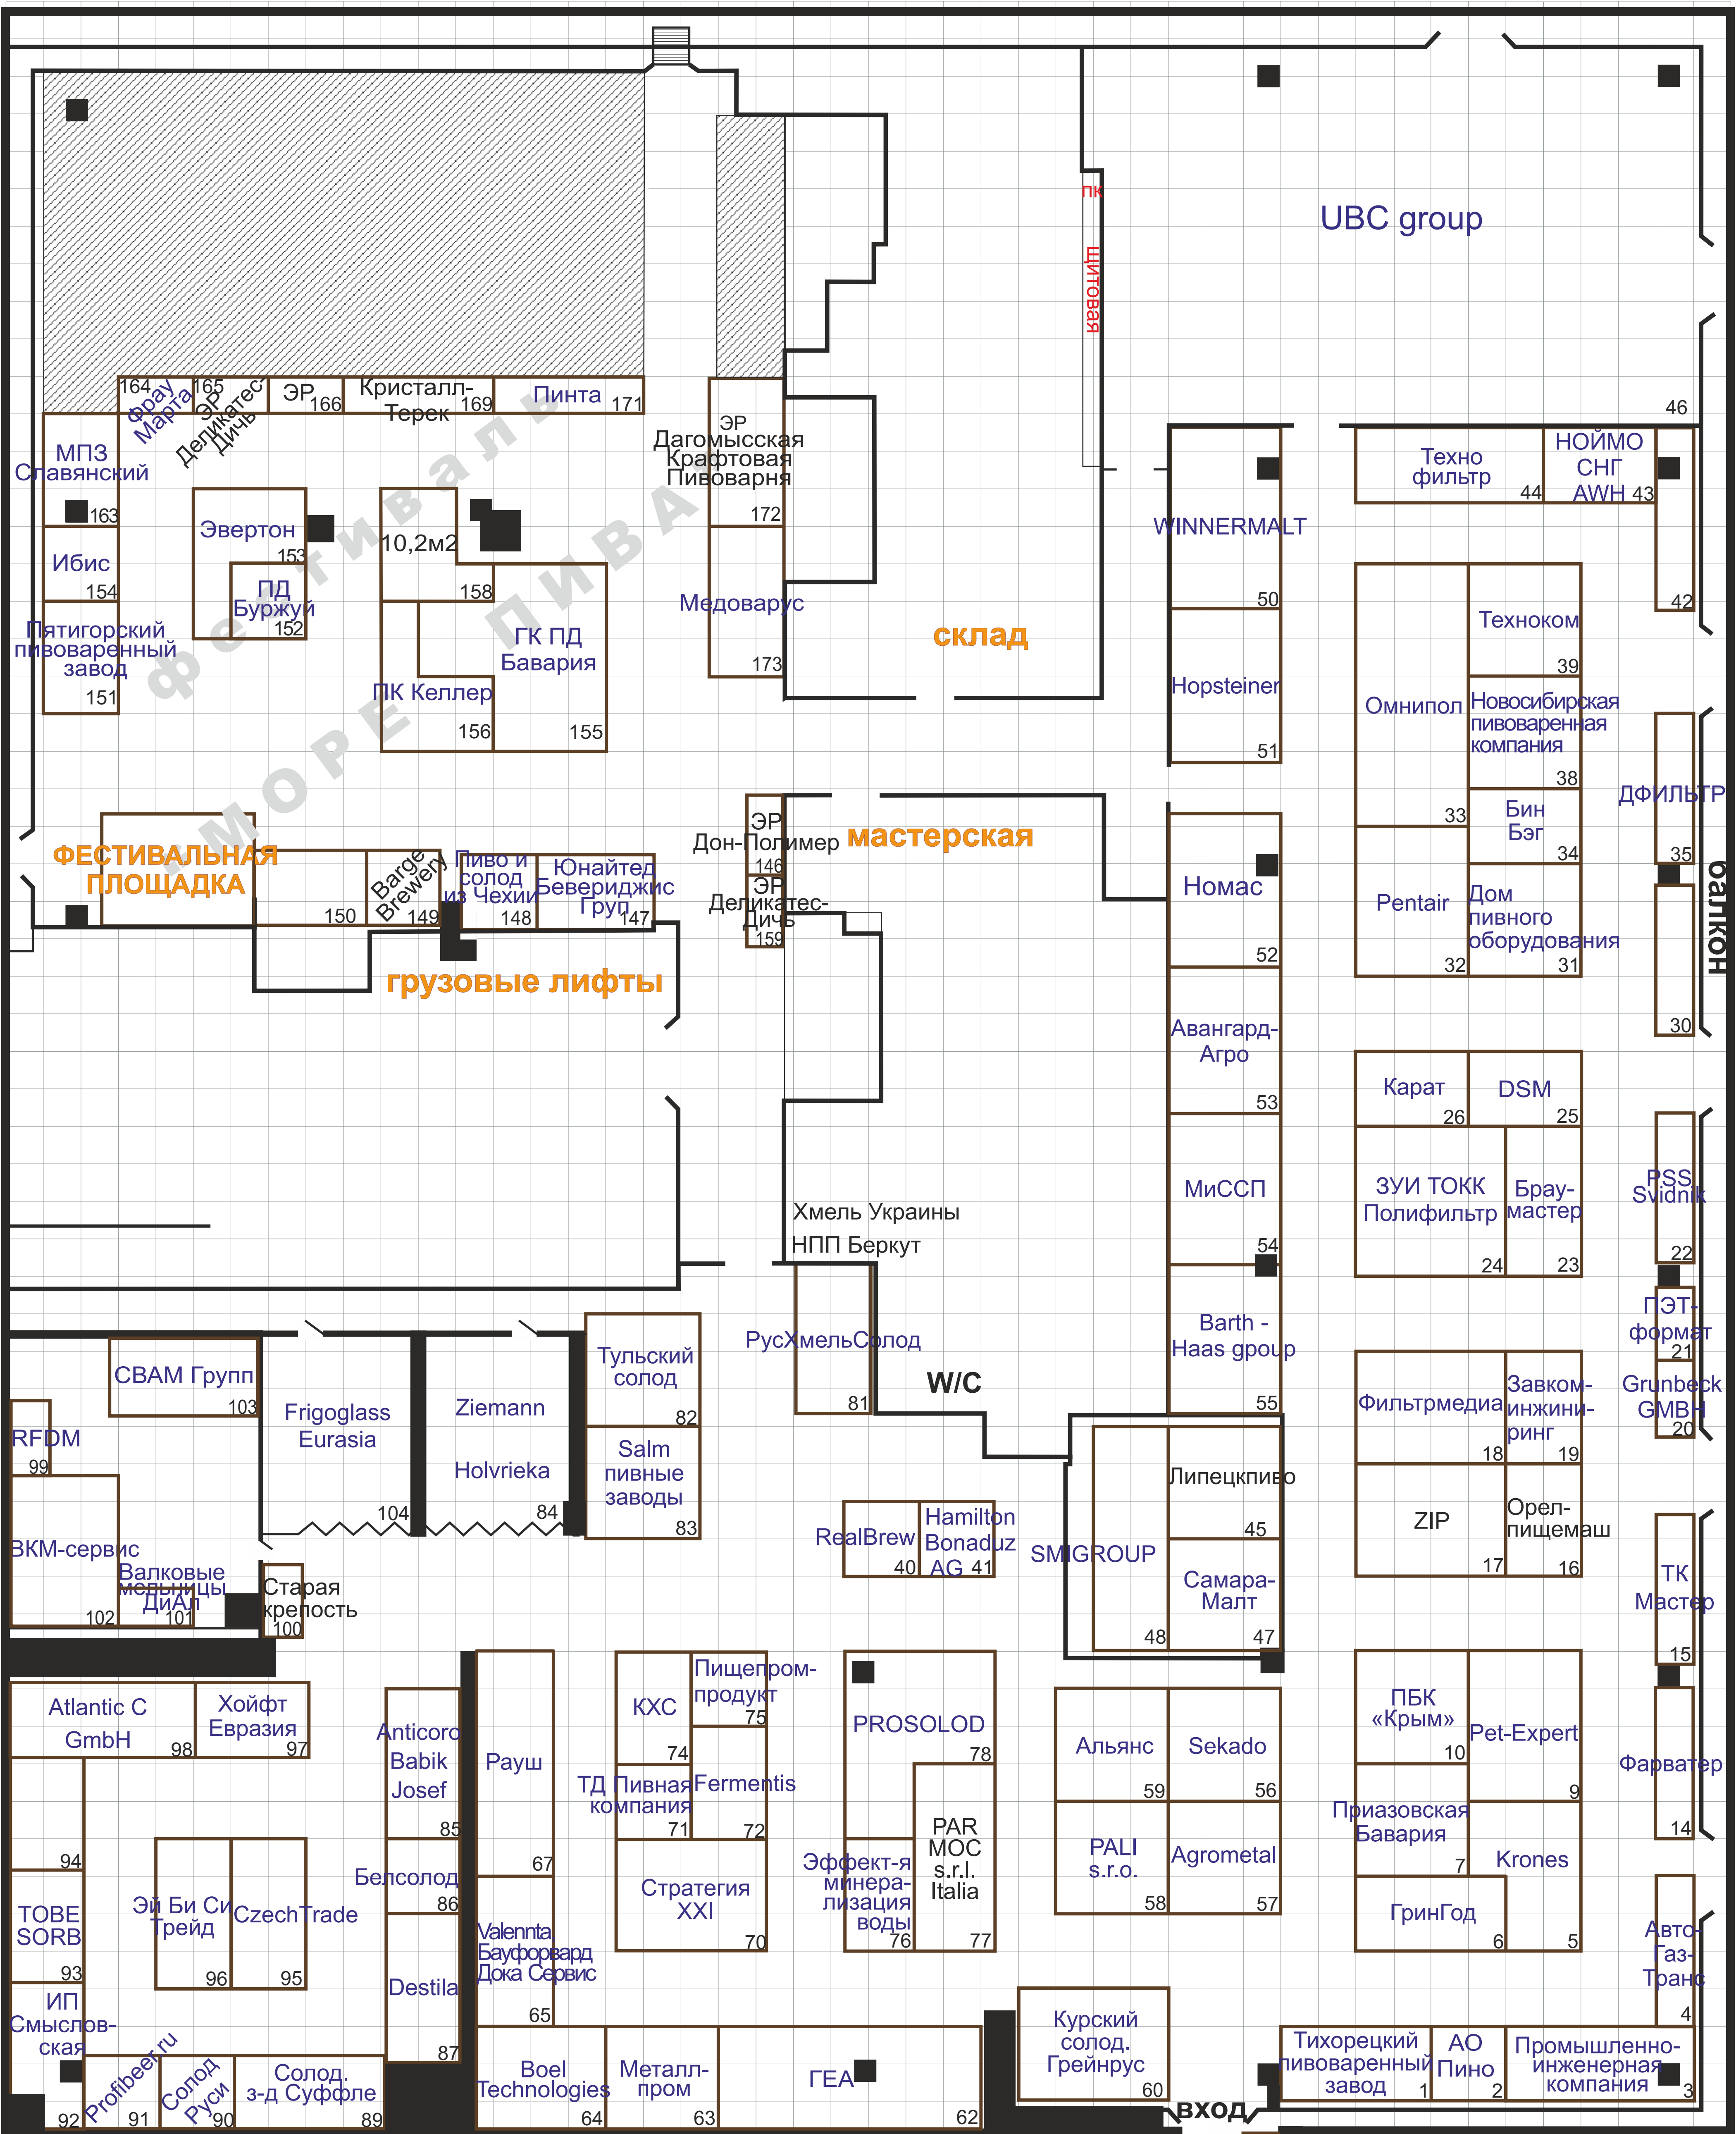 пк
щитовая
UBC group
46
164
Фрау
Марта
165
ЭР
Деликатес-
Дичь
ЭР
166
Кристалл-
Терек
169
Пинта
171
МПЗ
Славянский
163
Ибис
154
Пятигорский
пивоваренный
завод
151
Эвертон
153
ПД
Буржуй
152
10,2м2
158
ГК ПД
Бавария
155
ПК Келлер
156
фестиваль
"МОРЕ ПИВА"
ЭР
Дагомысская
Крафтовая
Пивоварня
172
Медоварус
173
склад
WINNERMALT
50
Hopsteiner
51
Техно
фильтр
44
НОЙМО
СНГ
AWH
43
42
Омнипол
33
Техноком
39
Новосибирская
пивоваренная
компания
38
Бин
Бэг
34
ДФИЛЬТР
35
Pentair
32
Дом
пивного
оборудования
31
30
балкон
ФЕСТИВАЛЬНАЯ
ПЛОЩАДКА
150
Barge
Brewery
149
Пиво и
солод
из Чехии
148
Юнайтед
Бевериджис
Груп
147
ЭР
Дон-Полимер
146
ЭР
Деликатес-
Дичь
159
мастерская
грузовые лифты
Номас
52
Авангард-
Агро
53
МиССП
54
Barth -
Haas gpoup
55
Карат
26
DSM
25
ЗУИ ТОКК
Полифильтр
24
Брау-
мастер
23
PSS
Svidnik
22
ПЭТ-
формат
21
Grunbeck
GMBH
20
Хмель Украины
НПП Беркут
РусХмельСолод
81
W/C
Тульский
солод
82
Salm
пивные
заводы
83
СВАМ Групп
103
Frigoglass
Eurasia
104
Ziemann
Holvrieka
84
RFDM
99
ВКМ-сервис
102
Валковые
мельницы
ДиАл
101
Старая
крепость
100
RealBrew
40
Hamilton
Bonaduz
AG
41
SMIGROUP
48
Липецкпиво
45
Самара-
Малт
47
Фильтрмедиа
18
Завком-
инжини-
ринг
19
ZIP
17
Орел-
пищемаш
16
ТК
Мастер
15
Atlantic C
GmbH
98
Хойфт
Евразия
97
94
Anticoro
Babik
Josef
85
Белсолод
86
Destila
87
Рауш
67
Valennta
Бауфорвард
Дока Сервис
65
КХС
74
Пищепром-
продукт
75
ТД Пивная
компания
71
Fermentis
72
Стратегия
XXI
70
PROSOLOD
78
PAR
MOC
s.r.l.
Italia
77
Эффект-я
минера-
лизация
воды
76
Альянс
59
Sekado
56
PALI
s.r.o.
58
Agrometal
57
ПБК
«Крым»
10
Pet-Expert
9
Приазовская
Бавария
7
Krones
5
ГринГод
6
Фарватер
14
Авто-
Газ-
Транс
4
TOBE
SORB
93
Эй Би Си
Трейд
96
CzechTrade
95
ИП
Смыслов-
ская
92
Profibeer.ru
91
Солод
Руси
90
Солод.
з-д Суффле
89
Boel
Technologies
64
Металл-
пром
63
ГЕА
62
Курский
солод.
Грейнрус
60
вход
Тихорецкий
пивоваренный
завод
1
АО
Пино
2
Промышленно-
инженерная
компания
3